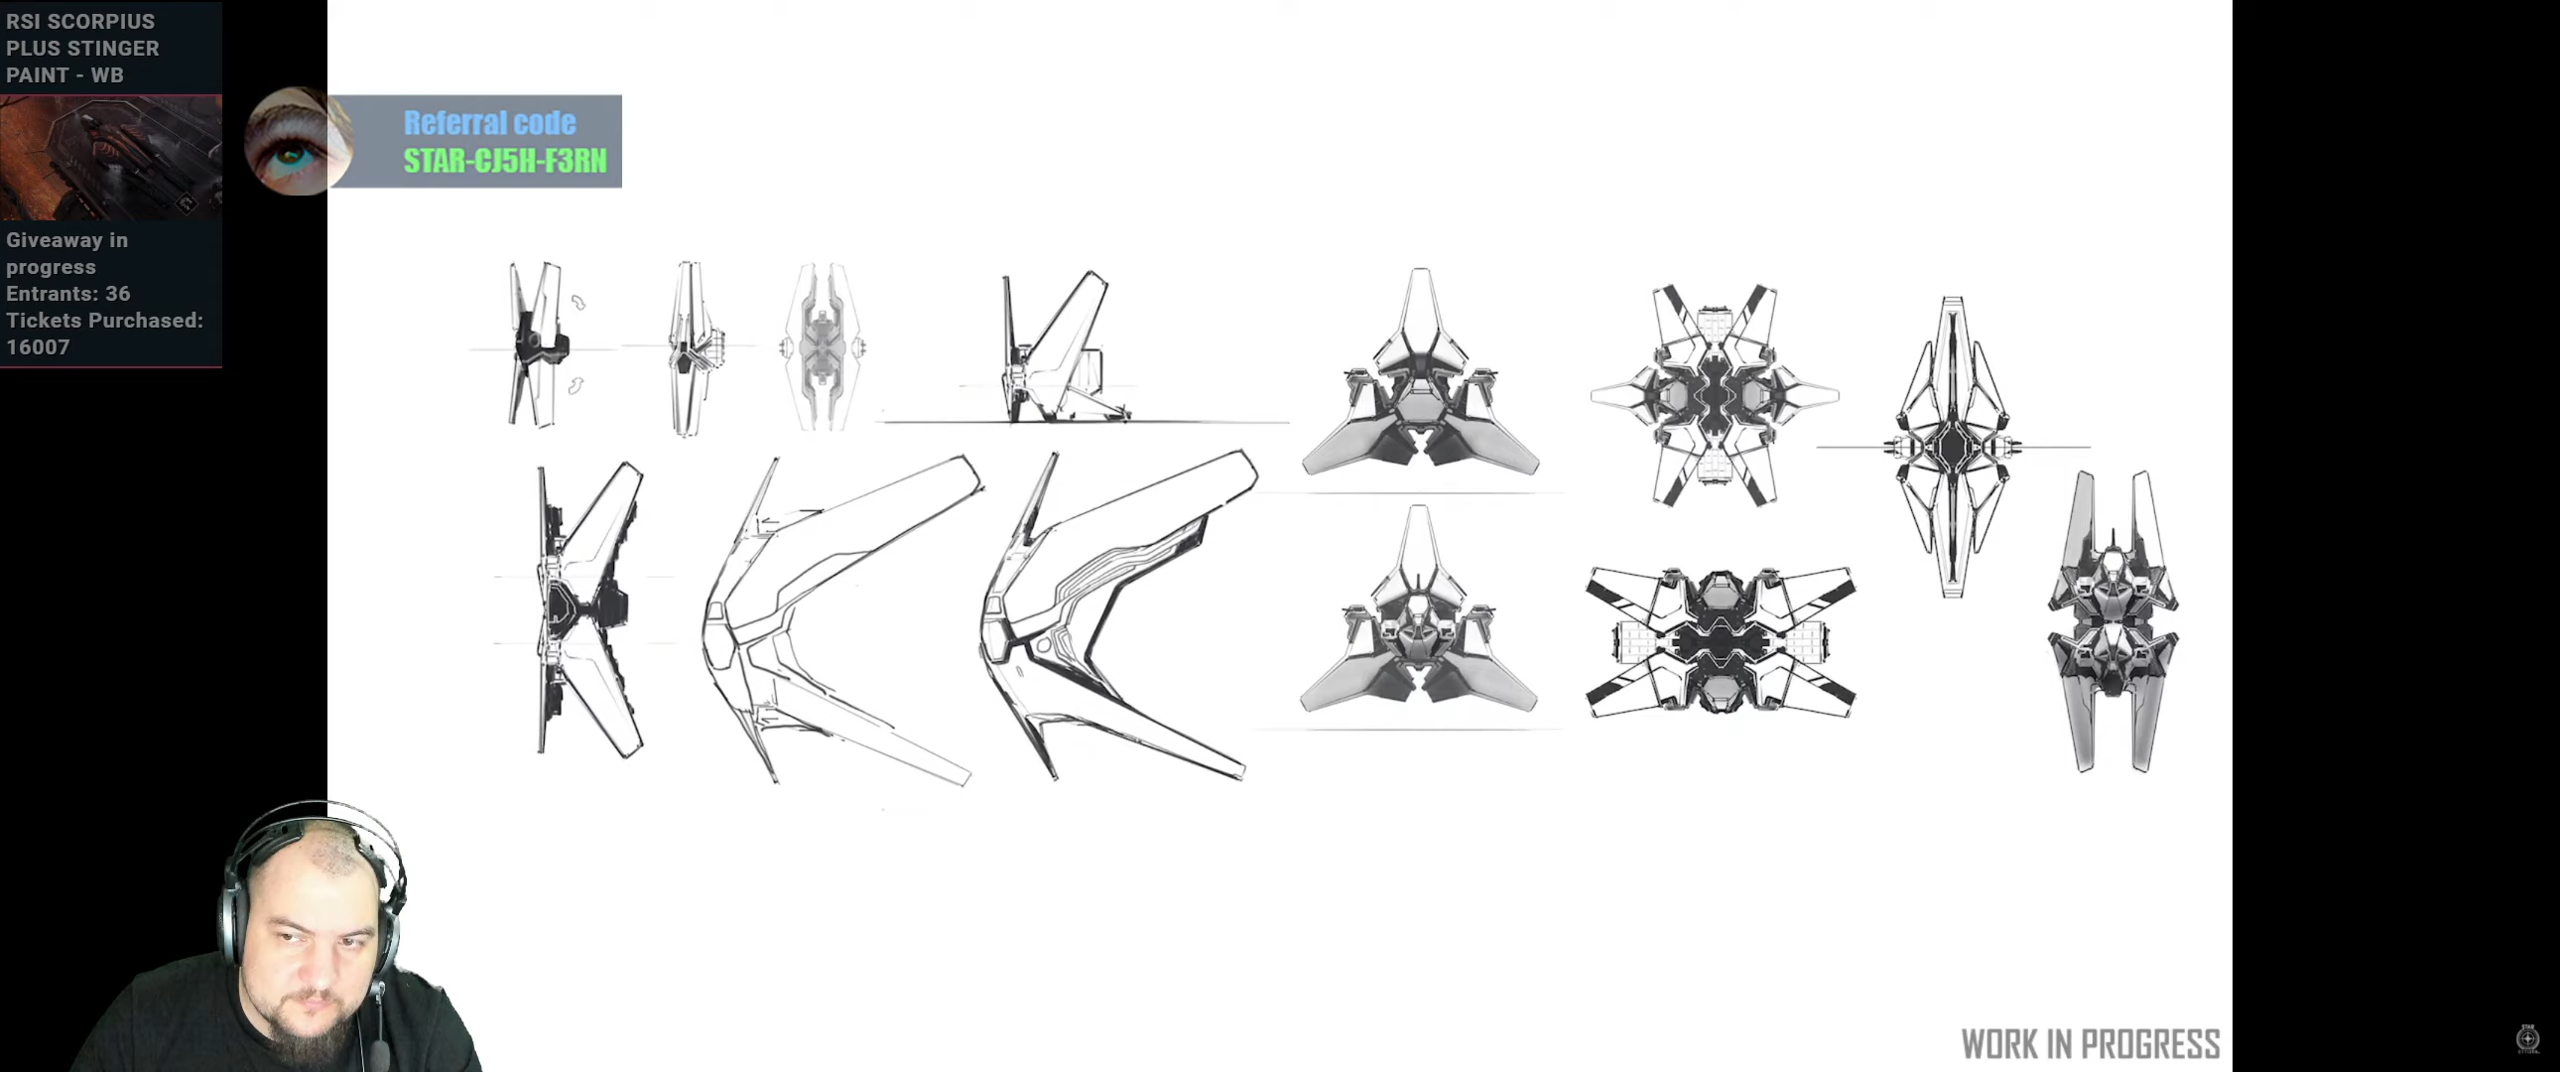 RSI SCORPIUS
PLUS STINGER
PAINT - WB
Giveaway in
progress
Entrants: 36
Tickets Purchased:
16007
Referral code
STAR-CJ5H-F3RN
WORK IN PROGRESS
STAR